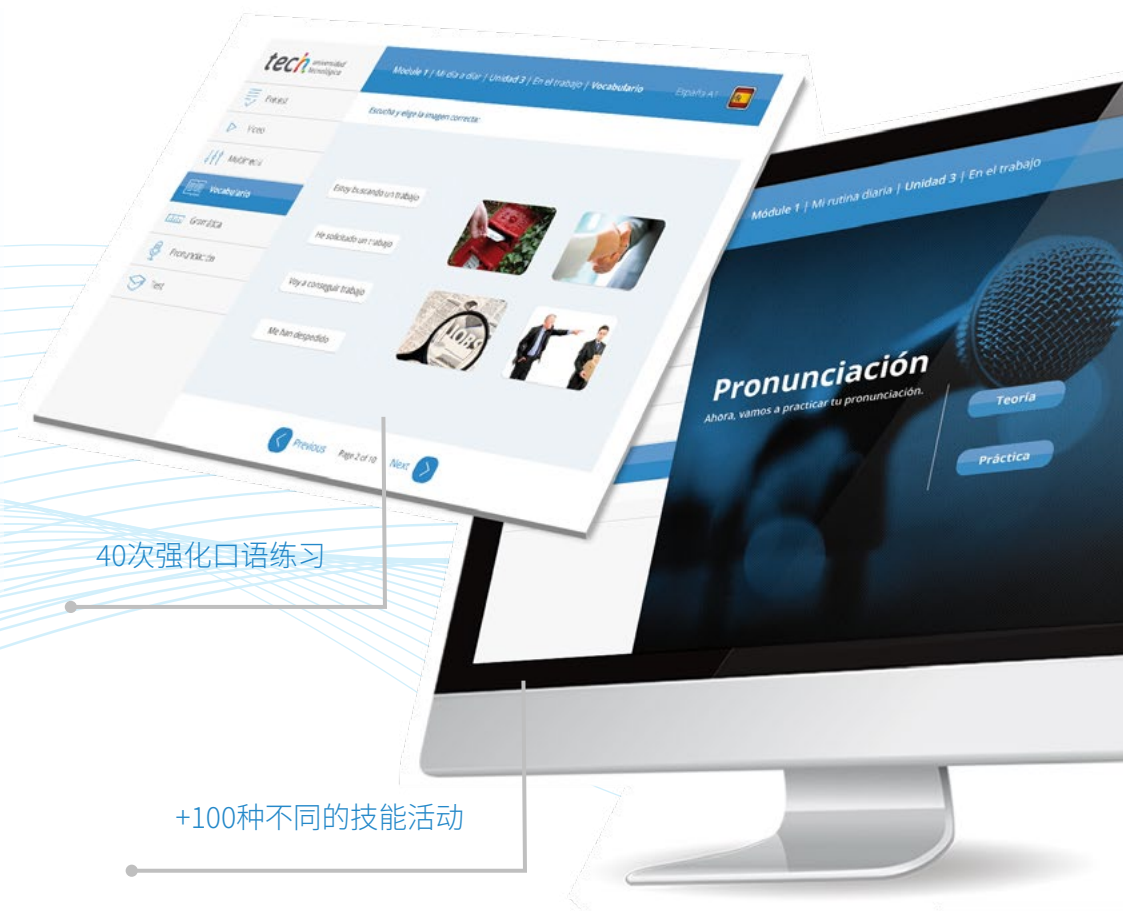 tech universidad
tecnológica
Module 1 | Mi día a díar | Unidad 3 | En el trabajo | Vocabulario
España A1
Escucha y elige la imagen correcta:
Vocabulario
Gramática
Pronunciación
Test
Estoy buscando un trabajo
He solicitado un trabajo
Voy a conseguir trabajo
Me han despedido
JOBS
Previous
Page 2 of 10
Next
Módule 1 | Mi rutina diaria | Unidad 3 | En el trabajo
Pronunciación
Ahora, vamos a practicar tu pronunciación.
Teoría
Práctica
40次强化口语练习
+100种不同的技能活动